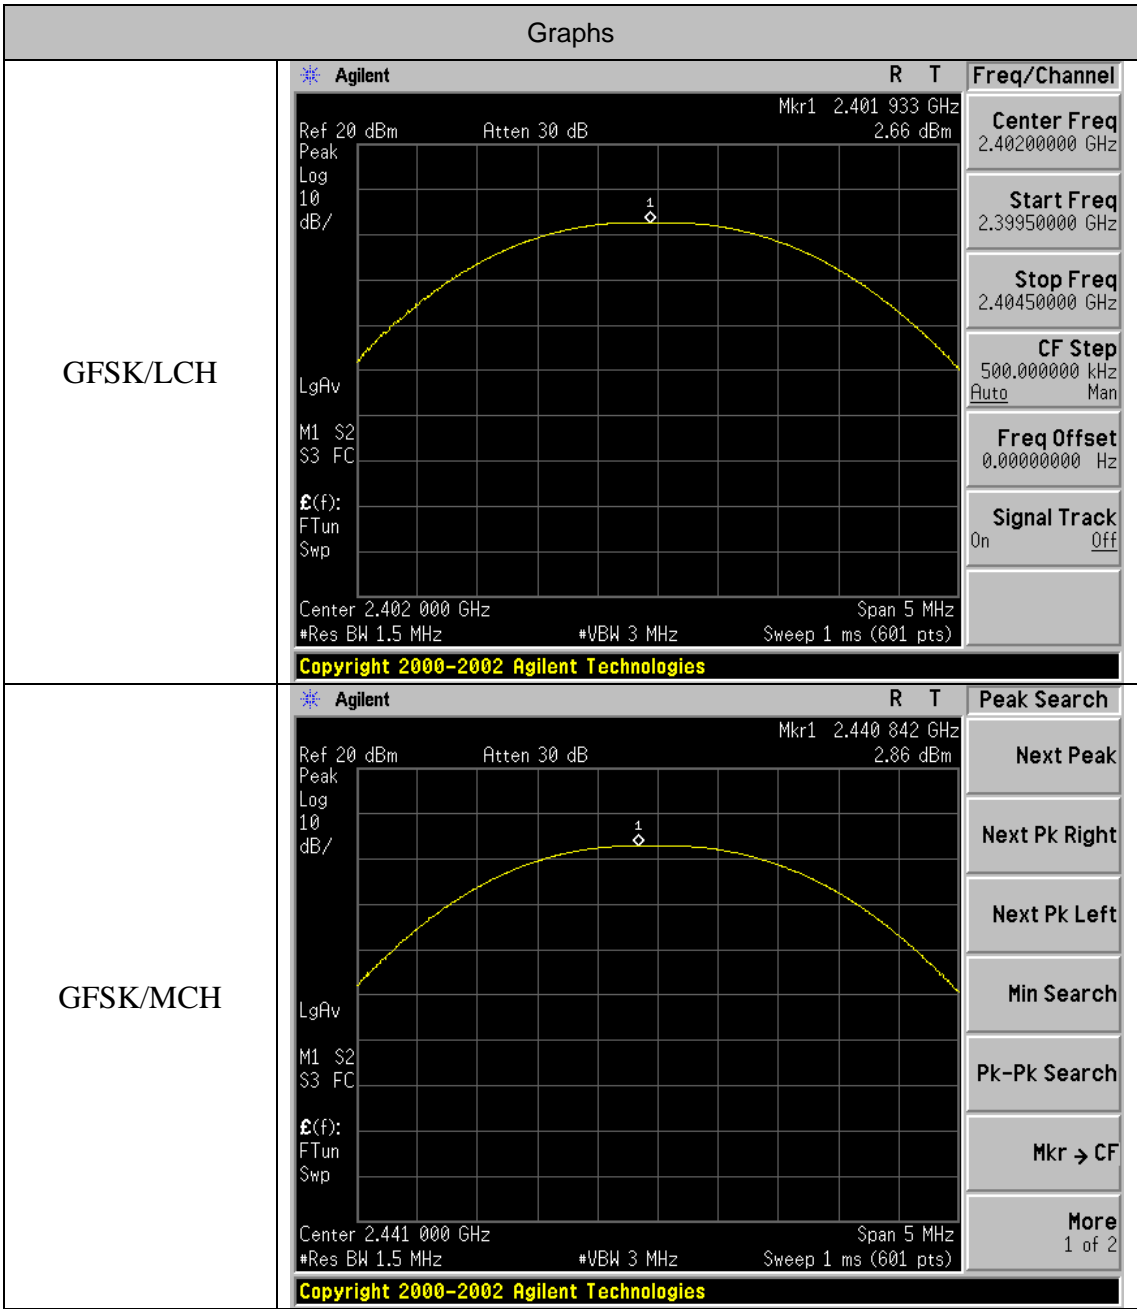 Graphs
GFSK/LCH
Agilent R T
Freq/Channel
Mkr1 2.401 933 GHz
Ref 20 dBm Atten 30 dB 2.66 dBm
Peak
Log
10
dB/
1
LgAv
M1 S2
S3 FC
£(f):
FTun
Swp
Center 2.402 000 GHz Span 5 MHz
#Res BW 1.5 MHz #VBW 3 MHz Sweep 1 ms (601 pts)
Copyright 2000-2002 Agilent Technologies
Center Freq
2.40200000 GHz
Start Freq
2.39950000 GHz
Stop Freq
2.40450000 GHz
CF Step
500.000000 kHz
Auto Man
Freq Offset
0.00000000 Hz
Signal Track
On Off
GFSK/MCH
Agilent R T
Peak Search
Mkr1 2.440 842 GHz
Ref 20 dBm Atten 30 dB 2.86 dBm
Peak
Log
10
dB/
1
LgAv
M1 S2
S3 FC
£(f):
FTun
Swp
Center 2.441 000 GHz Span 5 MHz
#Res BW 1.5 MHz #VBW 3 MHz Sweep 1 ms (601 pts)
Copyright 2000-2002 Agilent Technologies
Next Peak
Next Pk Right
Next Pk Left
Min Search
Pk-Pk Search
Mkr → CF
More
1 of 2